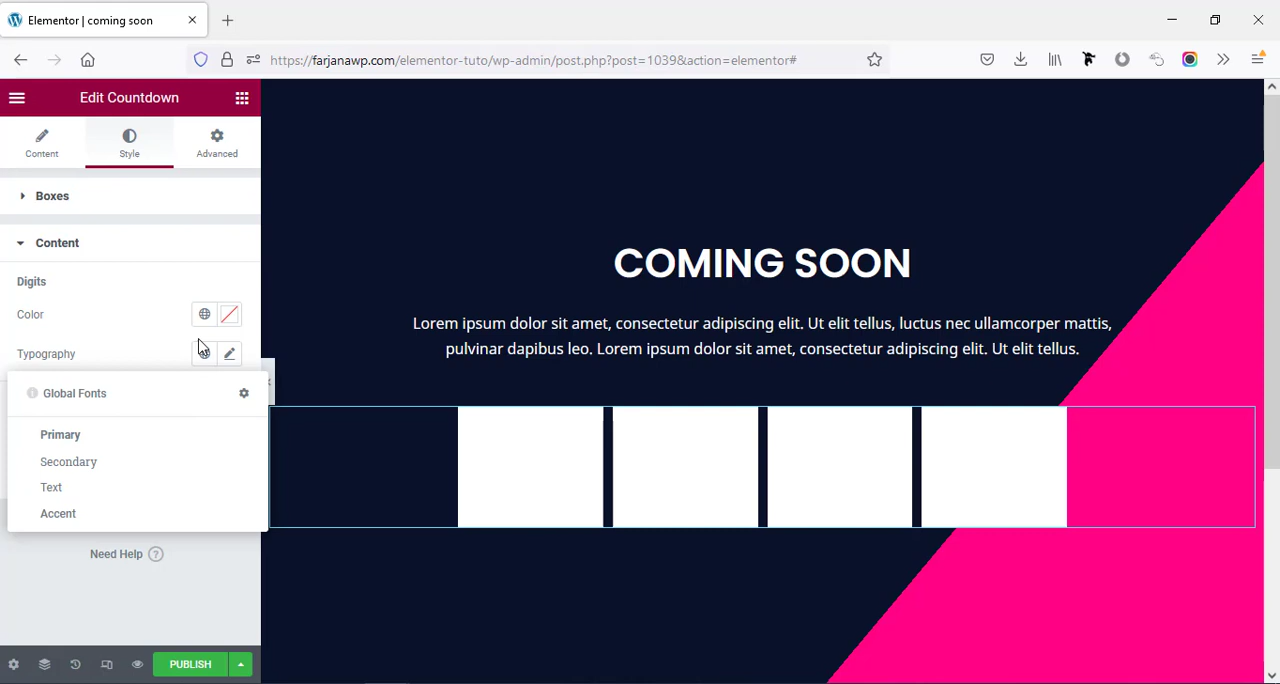 Elementor | coming soon
https://farjanawp.com/elementor-tuto/wp-admin/post.php?post=1039&action=elementor#
Edit Countdown
Content
Style
Advanced
Boxes
Content
Digits
Color
Typography
Global Fonts
Primary
Secondary
Text
Accent
Need Help
PUBLISH
COMING SOON
Lorem ipsum dolor sit amet, consectetur adipiscing elit. Ut elit tellus, luctus nec ullamcorper mattis,
pulvinar dapibus leo. Lorem ipsum dolor sit amet, consectetur adipiscing elit. Ut elit tellus.